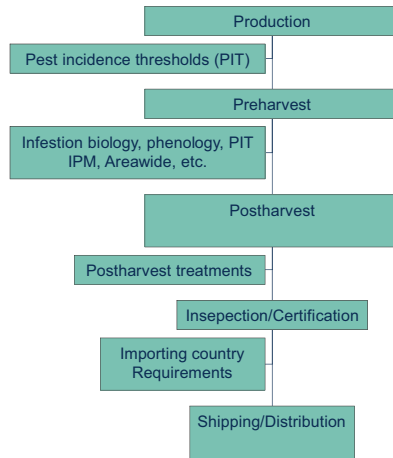 Production
Pest incidence thresholds (PIT)
Preharvest
Infestion biology, phenology, PIT
IPM, Areawide, etc.
Postharvest
Postharvest treatments
Insepection/Certification
Importing country
Requirements
Shipping/Distribution